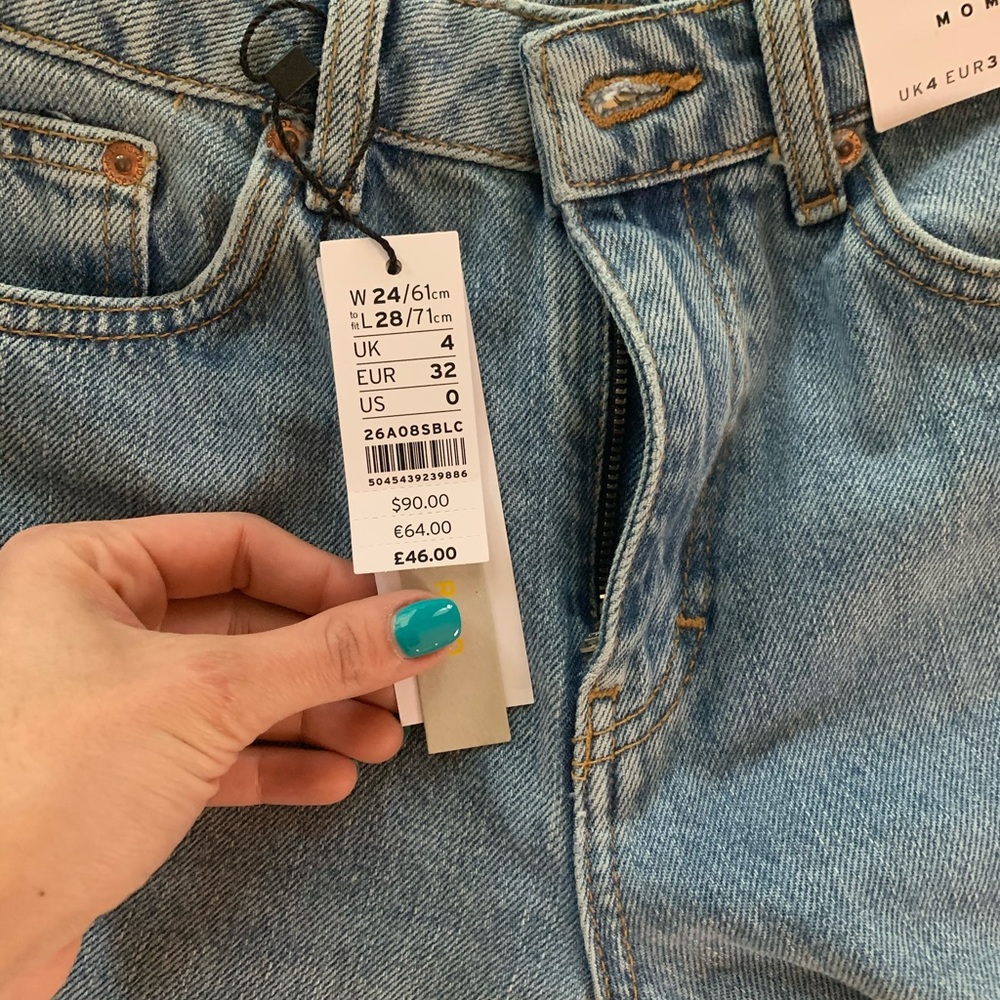 MOM
UK4 EUR3
W 24/61cm
to fit L 28/71cm
UK 4
EUR 32
US 0
26A08SBLC
5045439239886
$90.00
€64.00
£46.00